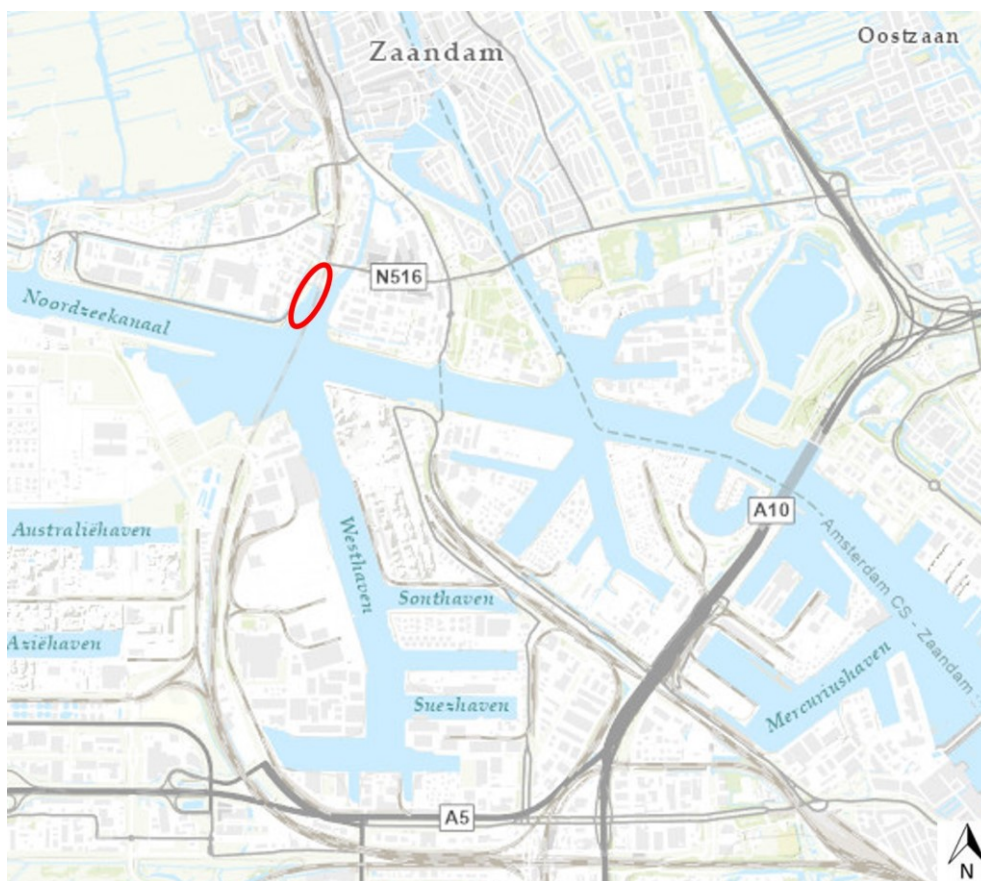 Zaandam
Oostzaan
N516
Noordzeekanaal
A10
Australiëhaven
Westhaven
Amsterdam CS - Zaandam -
Sonthaven
Aziëhaven
Mercuriushaven
Suezhaven
A5
N